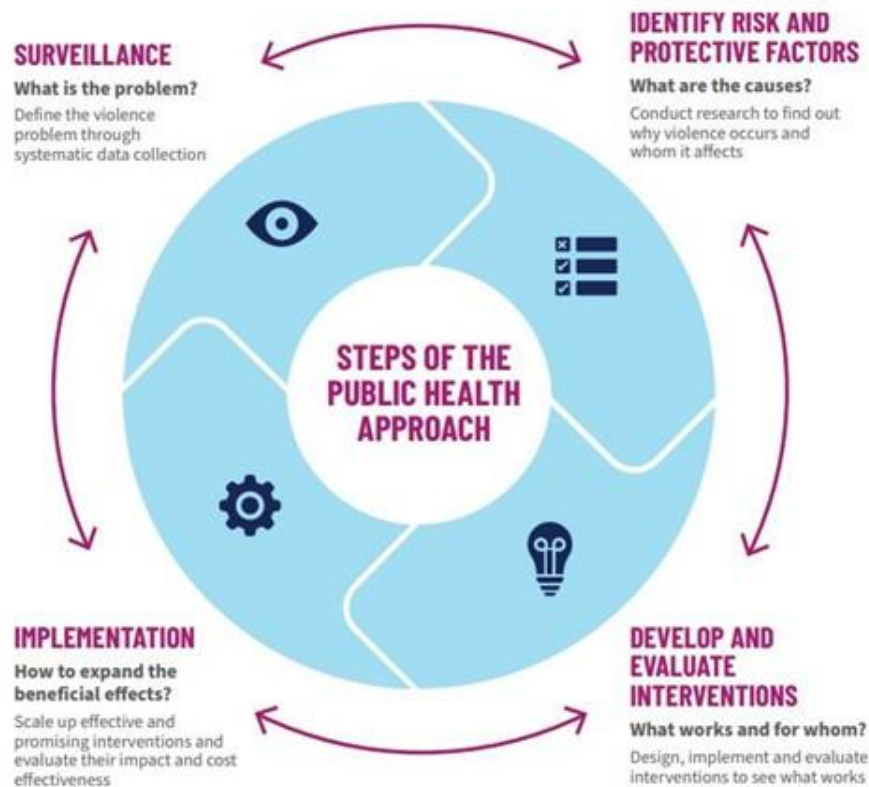 SURVEILLANCE
What is the problem?
Define the violence
problem through
systematic data collection
IDENTIFY RISK AND
PROTECTIVE FACTORS
What are the causes?
Conduct research to find out
why violence occurs and
whom it affects
STEPS OF THE
PUBLIC HEALTH
APPROACH
IMPLEMENTATION
How to expand the
beneficial effects?
Scale up effective and
promising interventions and
evaluate their impact and cost
effectiveness
DEVELOP AND
EVALUATE
INTERVENTIONS
What works and for whom?
Design, implement and evaluate
interventions to see what works